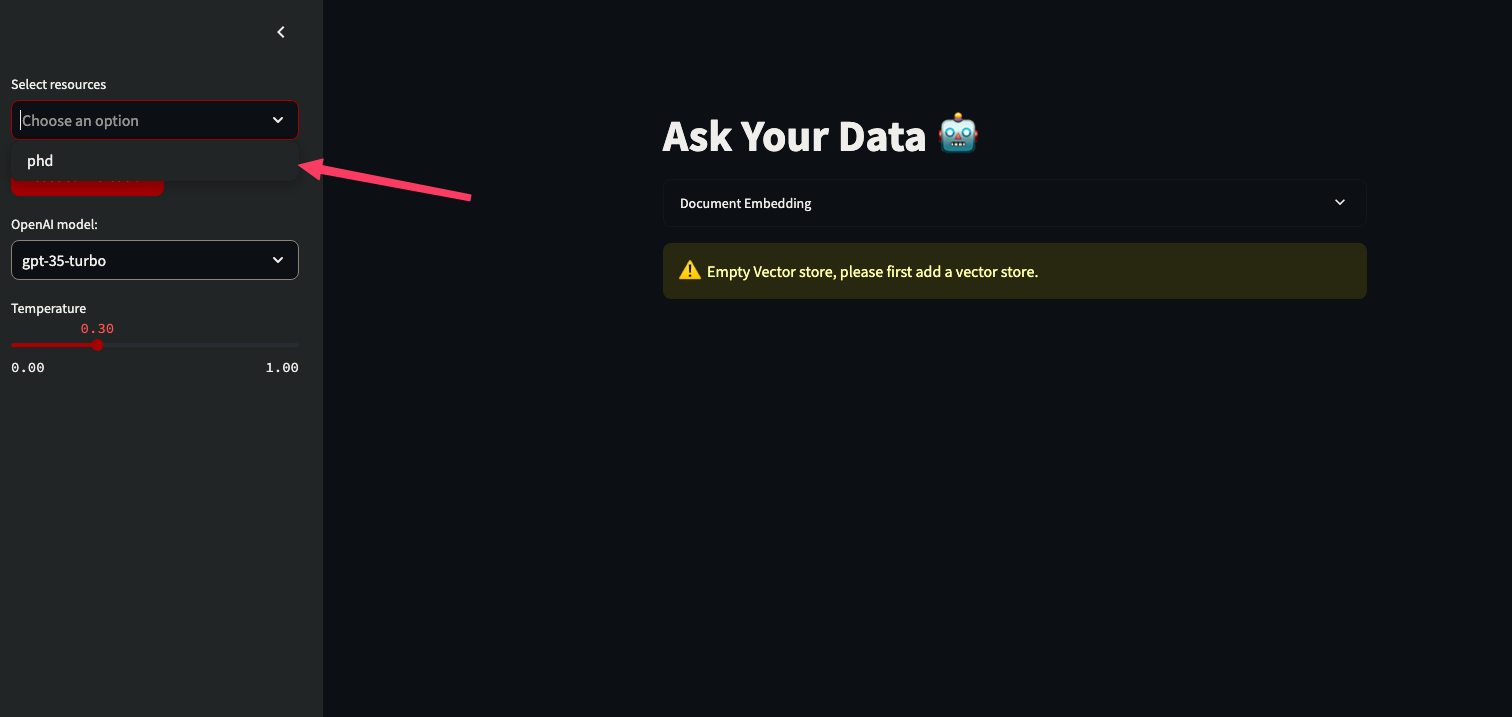 Select resources
Choose an option
phd
OpenAI model:
gpt-35-turbo
Temperature
0.30
0.00 1.00
Ask Your Data
Document Embedding
Empty Vector store, please first add a vector store.